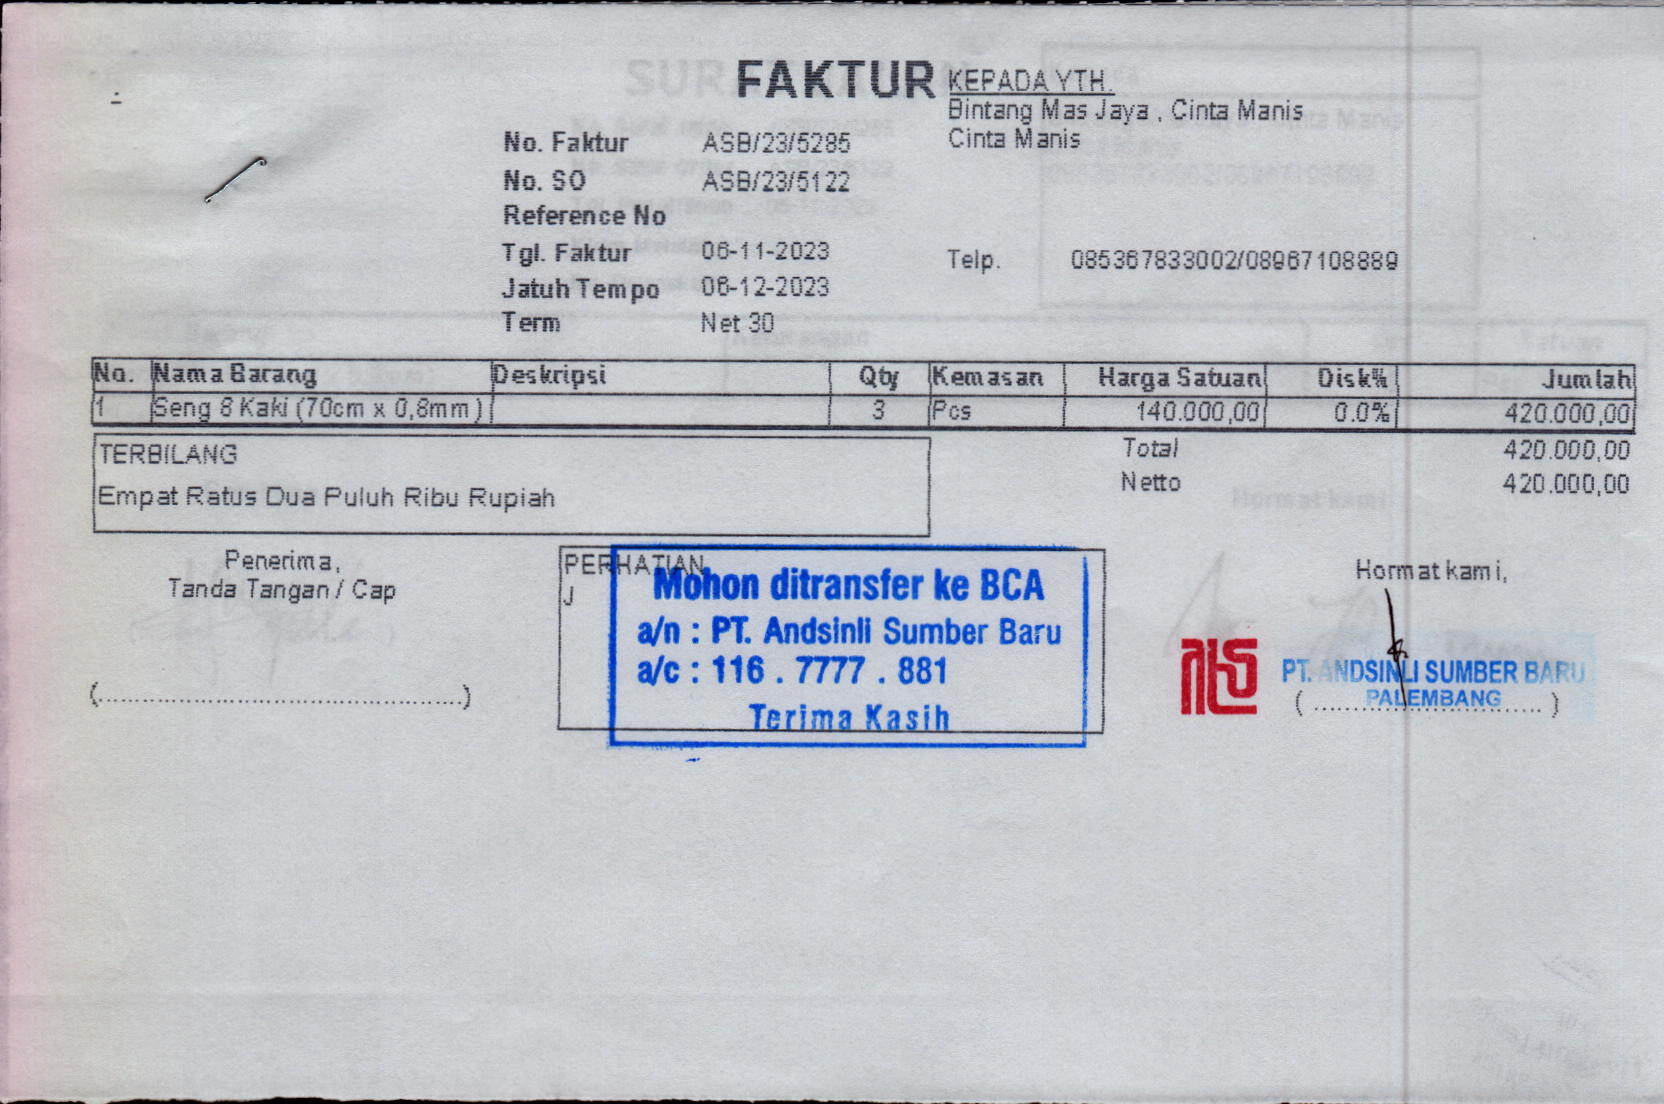 FAKTUR
KEPADA YTH.
Bintang Mas Jaya , Cinta Manis
Cinta Manis
No. Faktur ASB/23/5285
No. SO ASB/23/5122
Reference No
Tgl. Faktur 06-11-2023
Telp. 085367833002/08967108889
Jatuh Tempo 06-12-2023
Term Net 30
No. Nama Barang Deskripsi Qty Kemasan Harga Satuan Disk% Jumlah
1 Seng 8 Kaki (70cm x 0,8mm) 3 Pcs 140.000,00 0.0% 420.000,00
TERBILANG
Empat Ratus Dua Puluh Ribu Rupiah
Total 420.000,00
Netto 420.000,00
Penerima,
Tanda Tangan / Cap
(............................................)
PERHATIAN
J
Mohon ditransfer ke BCA
a/n : PT. Andsinli Sumber Baru
a/c : 116 . 7777 . 881
Terima Kasih
Hormat kami,
PT. ANDSINLI SUMBER BARU
PALEMBANG
( ............................ )